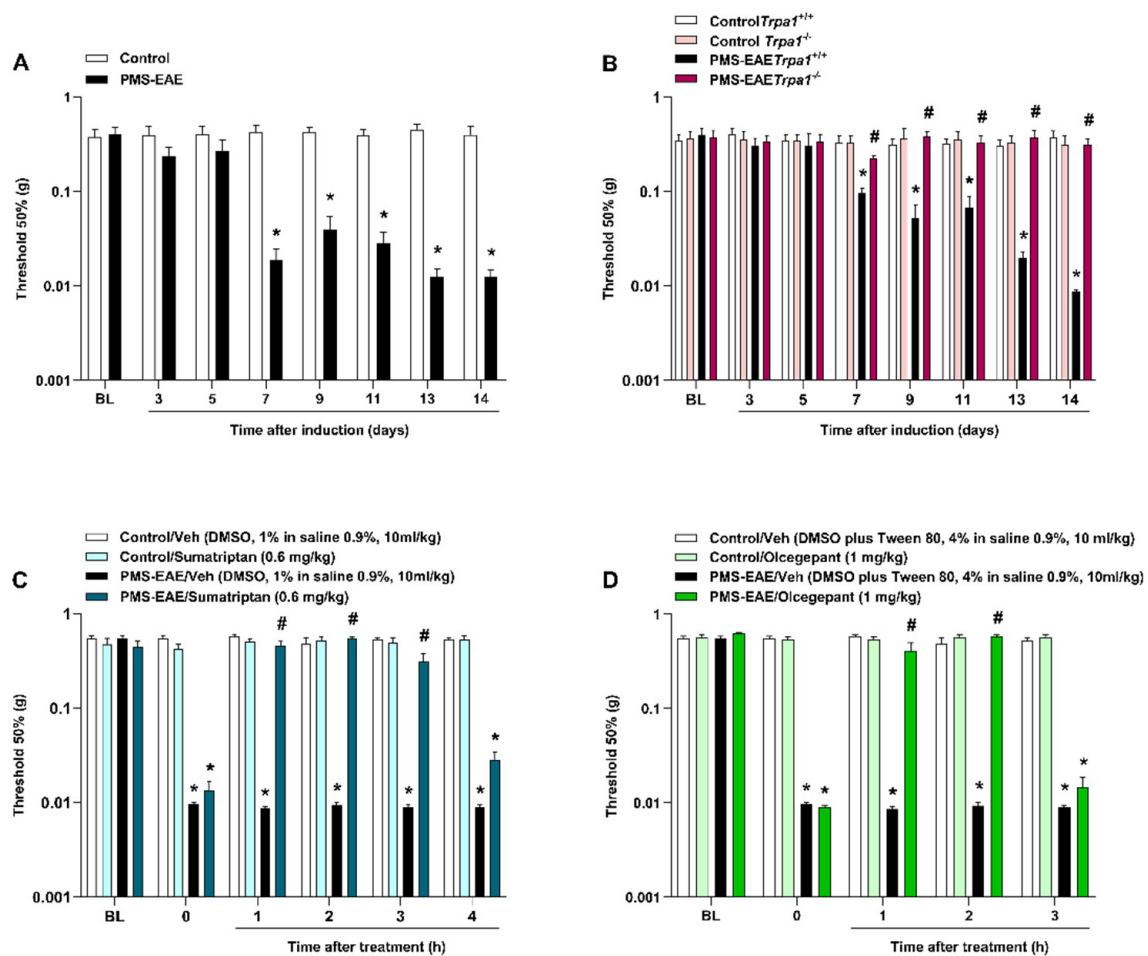 A
Control
PMS-EAE
Threshold 50% (g)
1
0.1
0.01
0.001
BL 3 5 7 9 11 13 14
* * * * *
Time after induction (days)
B
ControlTrpa1+/+
Control Trpa1-/-
PMS-EAETrpa1+/+
PMS-EAETrpa1-/-
Threshold 50% (g)
1
0.1
0.01
0.001
# # # # #
* * * * *
BL 3 5 7 9 11 13 14
Time after induction (days)
C
Control/Veh (DMSO, 1% in saline 0.9%, 10ml/kg)
Control/Sumatriptan (0.6 mg/kg)
PMS-EAE/Veh (DMSO, 1% in saline 0.9%, 10ml/kg)
PMS-EAE/Sumatriptan (0.6 mg/kg)
Threshold 50% (g)
1
0.1
0.01
0.001
# # #
* * * * * * *
BL 0 1 2 3 4
Time after treatment (h)
D
Control/Veh (DMSO plus Tween 80, 4% in saline 0.9%, 10 ml/kg)
Control/Olcegepant (1 mg/kg)
PMS-EAE/Veh (DMSO plus Tween 80, 4% in saline 0.9%, 10ml/kg)
PMS-EAE/Olcegepant (1 mg/kg)
Threshold 50% (g)
1
0.1
0.01
0.001
# #
* * * * * *
BL 0 1 2 3
Time after treatment (h)